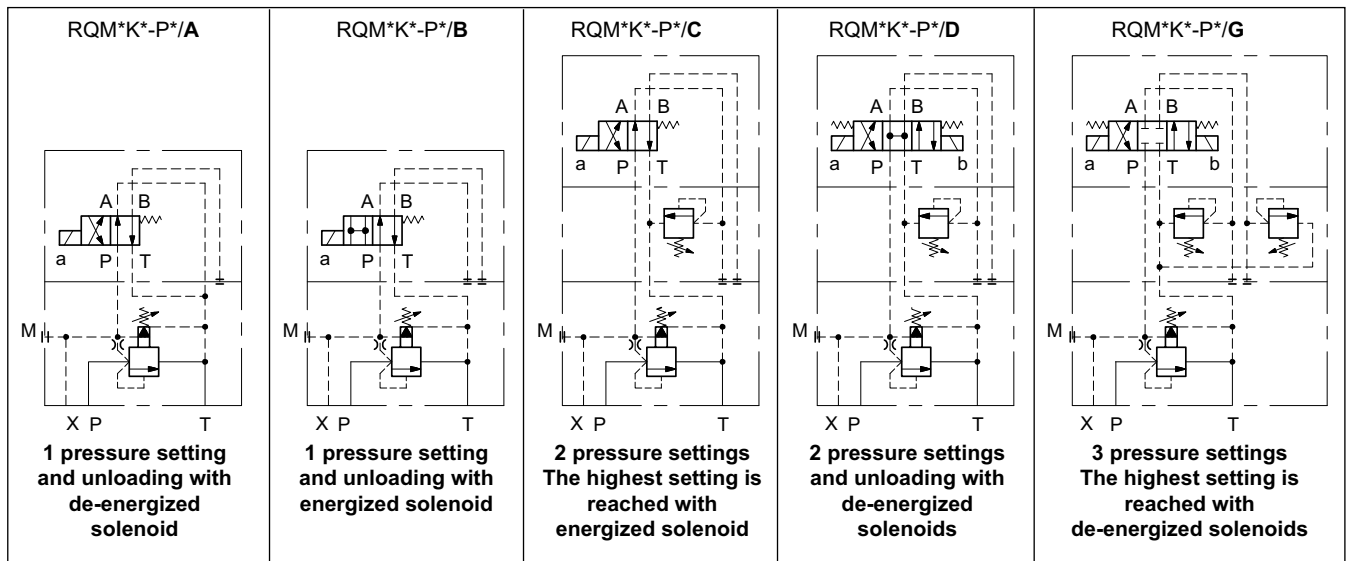 RQM*K*-P*/A
A B
a P T
M
X P T
1 pressure setting
and unloading with
de-energized
solenoid
RQM*K*-P*/B
A B
a P T
M
X P T
1 pressure setting
and unloading with
energized solenoid
RQM*K*-P*/C
A B
a P T
M
X P T
2 pressure settings
The highest setting is
reached with
energized solenoid
RQM*K*-P*/D
A B
a P T b
M
X P T
2 pressure settings
and unloading with
de-energized
solenoids
RQM*K*-P*/G
A B
a P T b
M
X P T
3 pressure settings
The highest setting is
reached with
de-energized solenoids